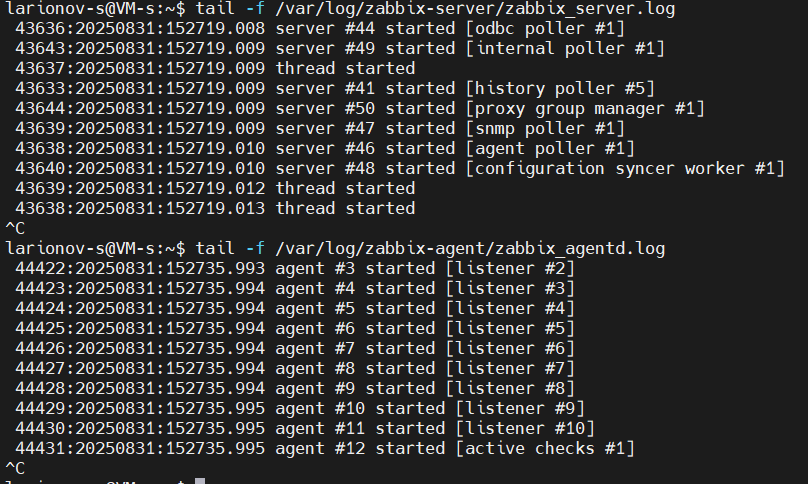 larionov-s@VM-s:~$ tail -f /var/log/zabbix-server/zabbix_server.log
43636:20250831:152719.008 server #44 started [odbc poller #1]
43643:20250831:152719.009 server #49 started [internal poller #1]
43637:20250831:152719.009 thread started
43633:20250831:152719.009 server #41 started [history poller #5]
43644:20250831:152719.009 server #50 started [proxy group manager #1]
43639:20250831:152719.009 server #47 started [snmp poller #1]
43638:20250831:152719.010 server #46 started [agent poller #1]
43640:20250831:152719.010 server #48 started [configuration syncer worker #1]
43639:20250831:152719.012 thread started
43638:20250831:152719.013 thread started
^C
larionov-s@VM-s:~$ tail -f /var/log/zabbix-agent/zabbix_agentd.log
44422:20250831:152735.993 agent #3 started [listener #2]
44423:20250831:152735.994 agent #4 started [listener #3]
44424:20250831:152735.994 agent #5 started [listener #4]
44425:20250831:152735.994 agent #6 started [listener #5]
44426:20250831:152735.994 agent #7 started [listener #6]
44427:20250831:152735.994 agent #8 started [listener #7]
44428:20250831:152735.994 agent #9 started [listener #8]
44429:20250831:152735.995 agent #10 started [listener #9]
44430:20250831:152735.995 agent #11 started [listener #10]
44431:20250831:152735.995 agent #12 started [active checks #1]
^C
larionov-s@VM-s:~$